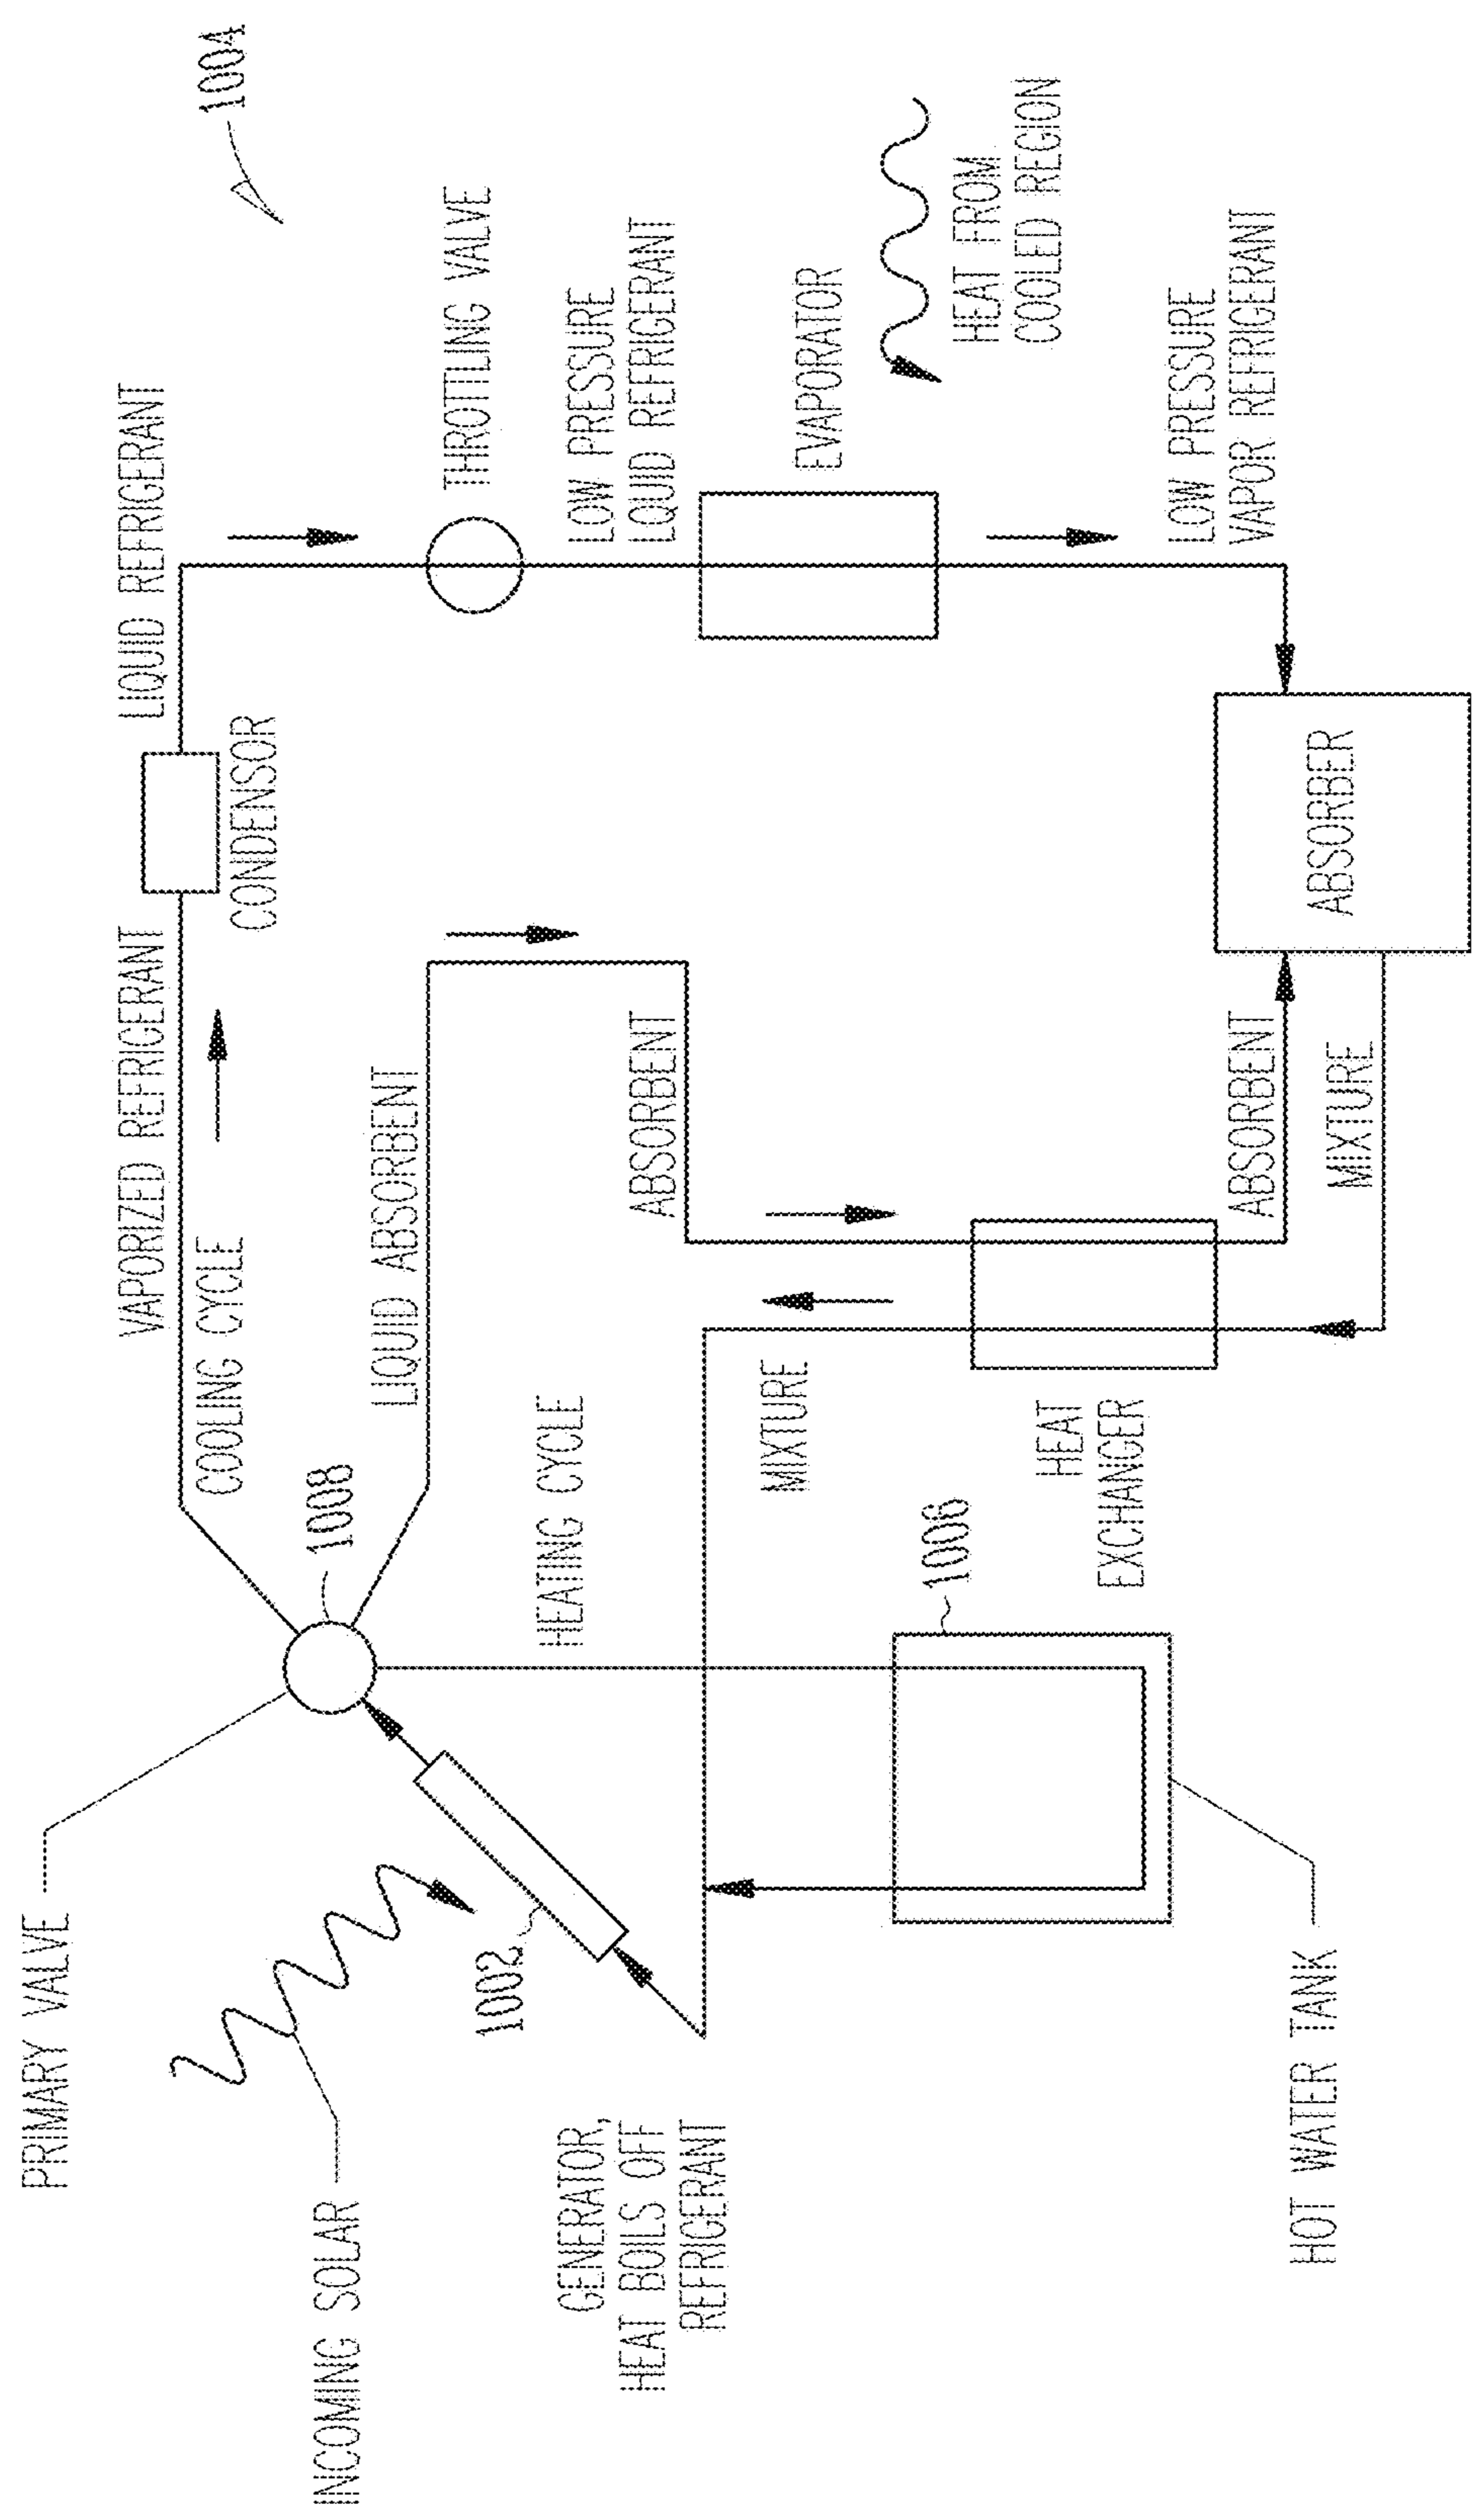 PRIMARY VALVE
INCOMING SOLAR
GENERATOR,
HEAT BOILS OFF
REFRIGERANT
1002
1008
COOLING CYCLE
VAPORIZED REFRIGERANT
CONDENSOR
LIQUID REFRIGERANT
1004
LIQUID ABSORBENT
HEATING CYCLE
THROTTLING VALVE
LOW PRESSURE
LQUID REFRIGERANT
ABSORBENT
EVAPORATOR
MIXTURE
HEAT FROM
COOLED REGION
1006
HEAT
EXCHANGER
HOT WATER TANK
ABSORBENT
MIXTURE
ABSORBER
LOW PRESSURE
VAPOR REFRIGERANT